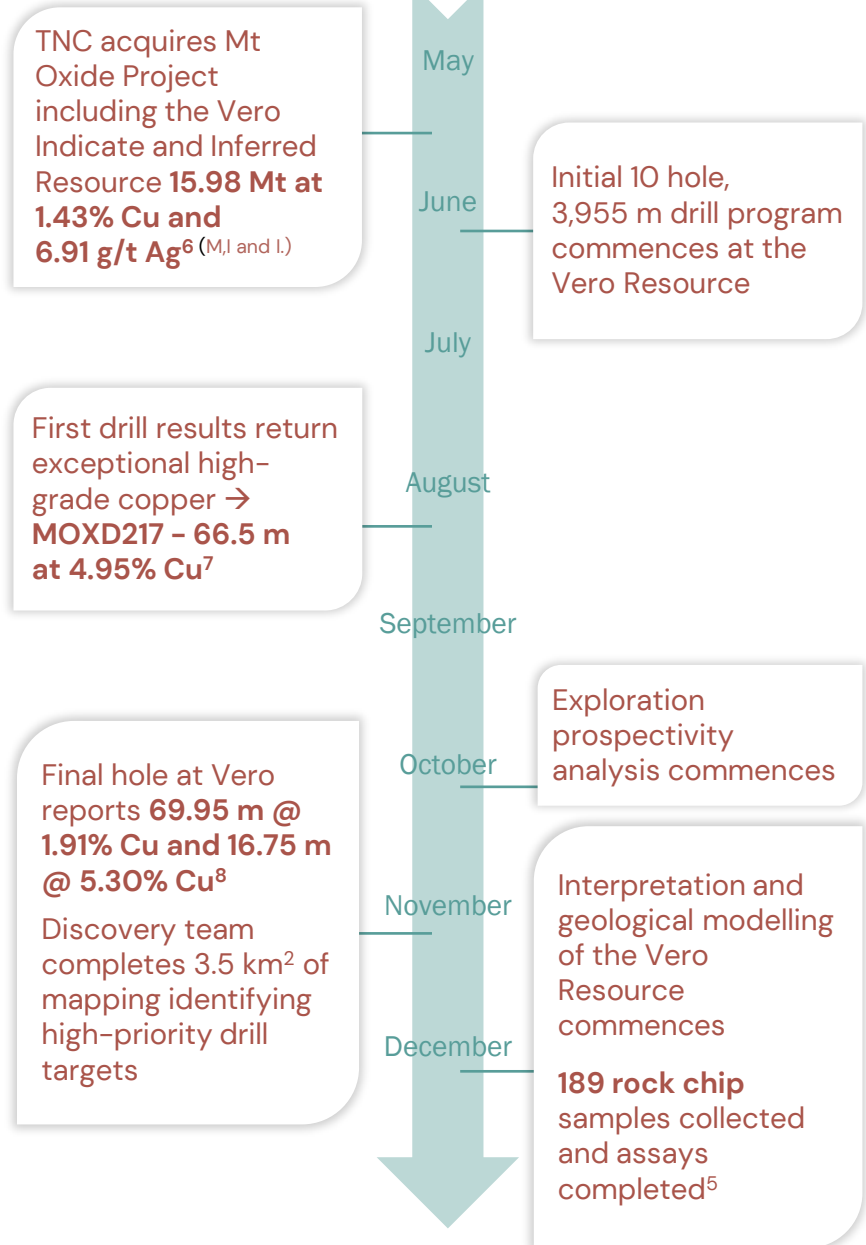 May
TNC acquires Mt
Oxide Project
including the Vero
Indicate and Inferred
Resource 15.98 Mt at
1.43% Cu and
6.91 g/t Ag⁶ (M,I and I.)
June
Initial 10 hole,
3,955 m drill program
commences at the
Vero Resource
July
First drill results return
exceptional high-
grade copper →
MOXD217 – 66.5 m
at 4.95% Cu⁷
August
September
October
Exploration
prospectivity
analysis commences
Final hole at Vero
reports 69.95 m @
1.91% Cu and 16.75 m
@ 5.30% Cu⁸
Discovery team
completes 3.5 km² of
mapping identifying
high-priority drill
targets
November
December
Interpretation and
geological modelling
of the Vero
Resource
commences
189 rock chip
samples collected
and assays
completed⁵